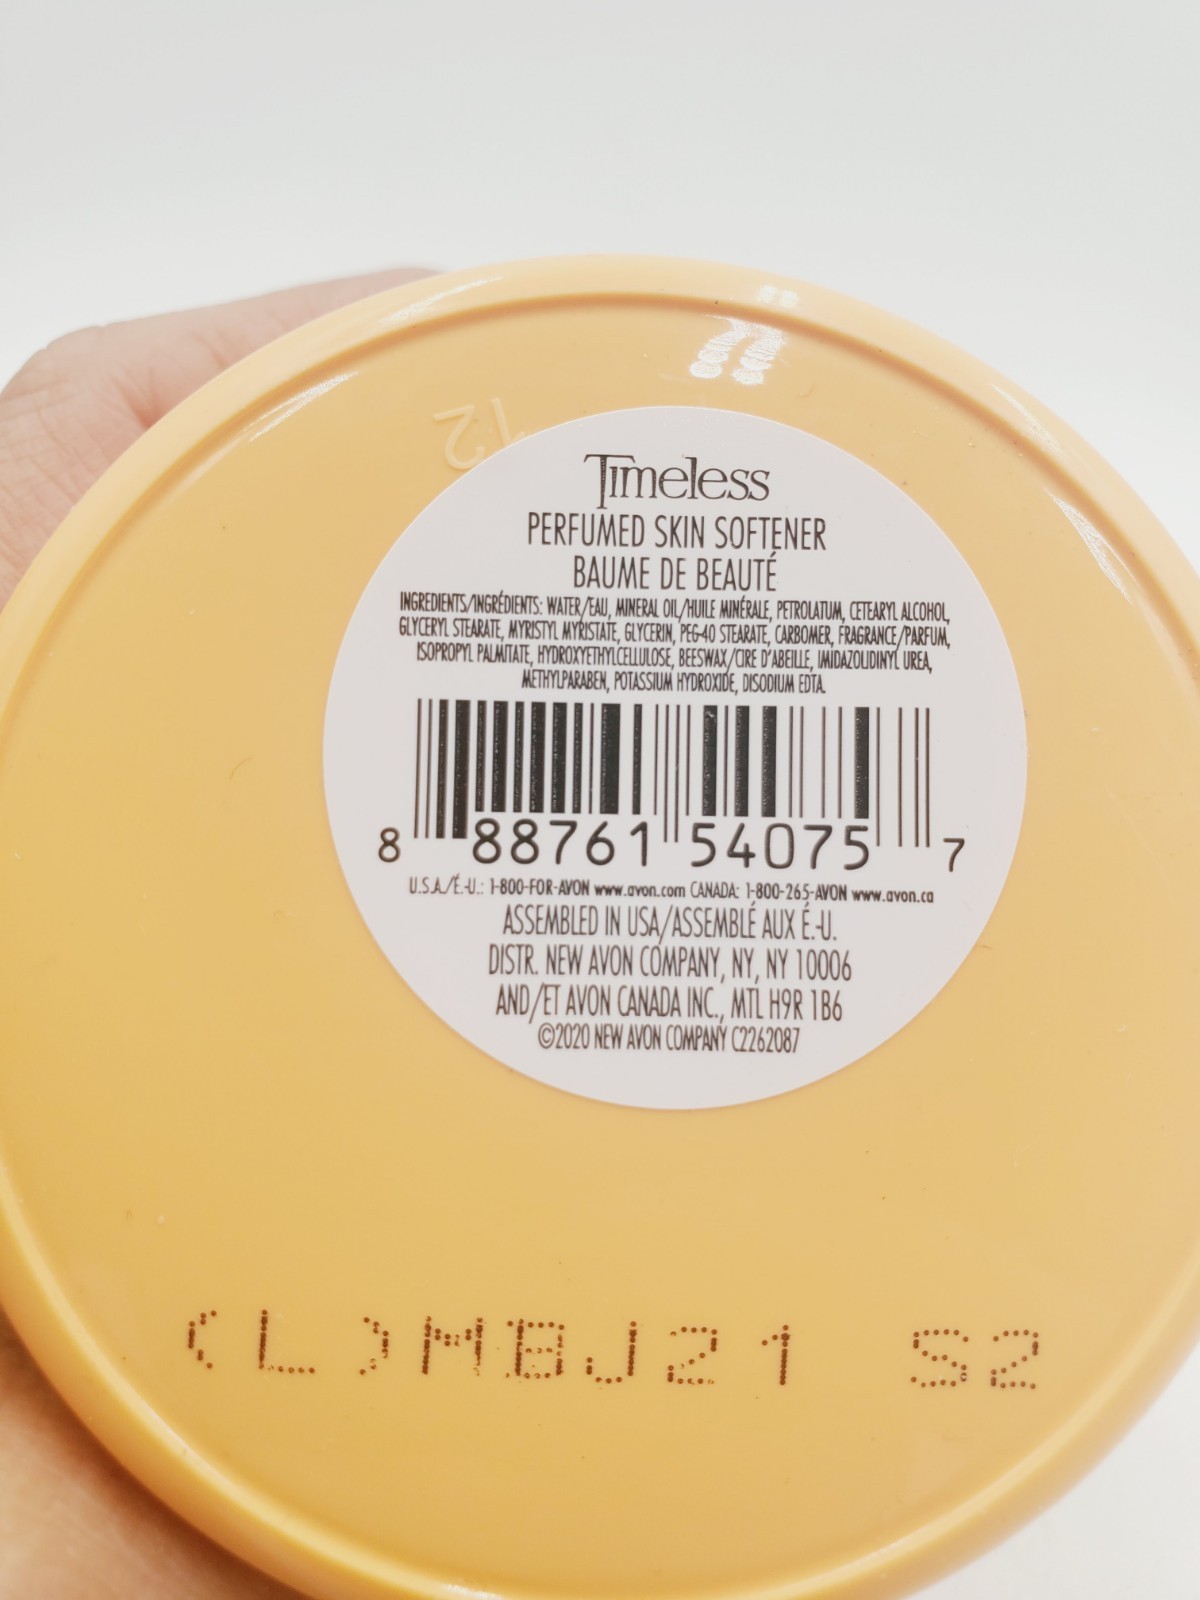 12
Timeless
PERFUMED SKIN SOFTENER
BAUME DE BEAUTÉ
INGREDIENTS/INGRÉDIENTS: WATER/EAU, MINERAL OIL/HUILE MINÉRALE, PETROLATUM, CETEARYL ALCOHOL,
GLYCERYL STEARATE, MYRISTYL MYRISTATE, GLYCERIN, PEG-40 STEARATE, CARBOMER, FRAGRANCE/PARFUM,
ISOPROPYL PALMITATE, HYDROXYETHYLCELLULOSE, BEESWAX/CIRE D'ABEILLE, IMIDAZOLIDINYL UREA,
METHYLPARABEN, POTASSIUM HYDROXIDE, DISODIUM EDTA.
8 88761 54075 7
U.S.A./É.-U.: 1-800-FOR-AVON www.avon.com CANADA: 1-800-265-AVON www.avon.ca
ASSEMBLED IN USA/ASSEMBLÉ AUX É.-U.
DISTR. NEW AVON COMPANY, NY, NY 10006
AND/ET AVON CANADA INC., MTL H9R 1B6
©2020 NEW AVON COMPANY C2262087
(L)MBJ21 S2